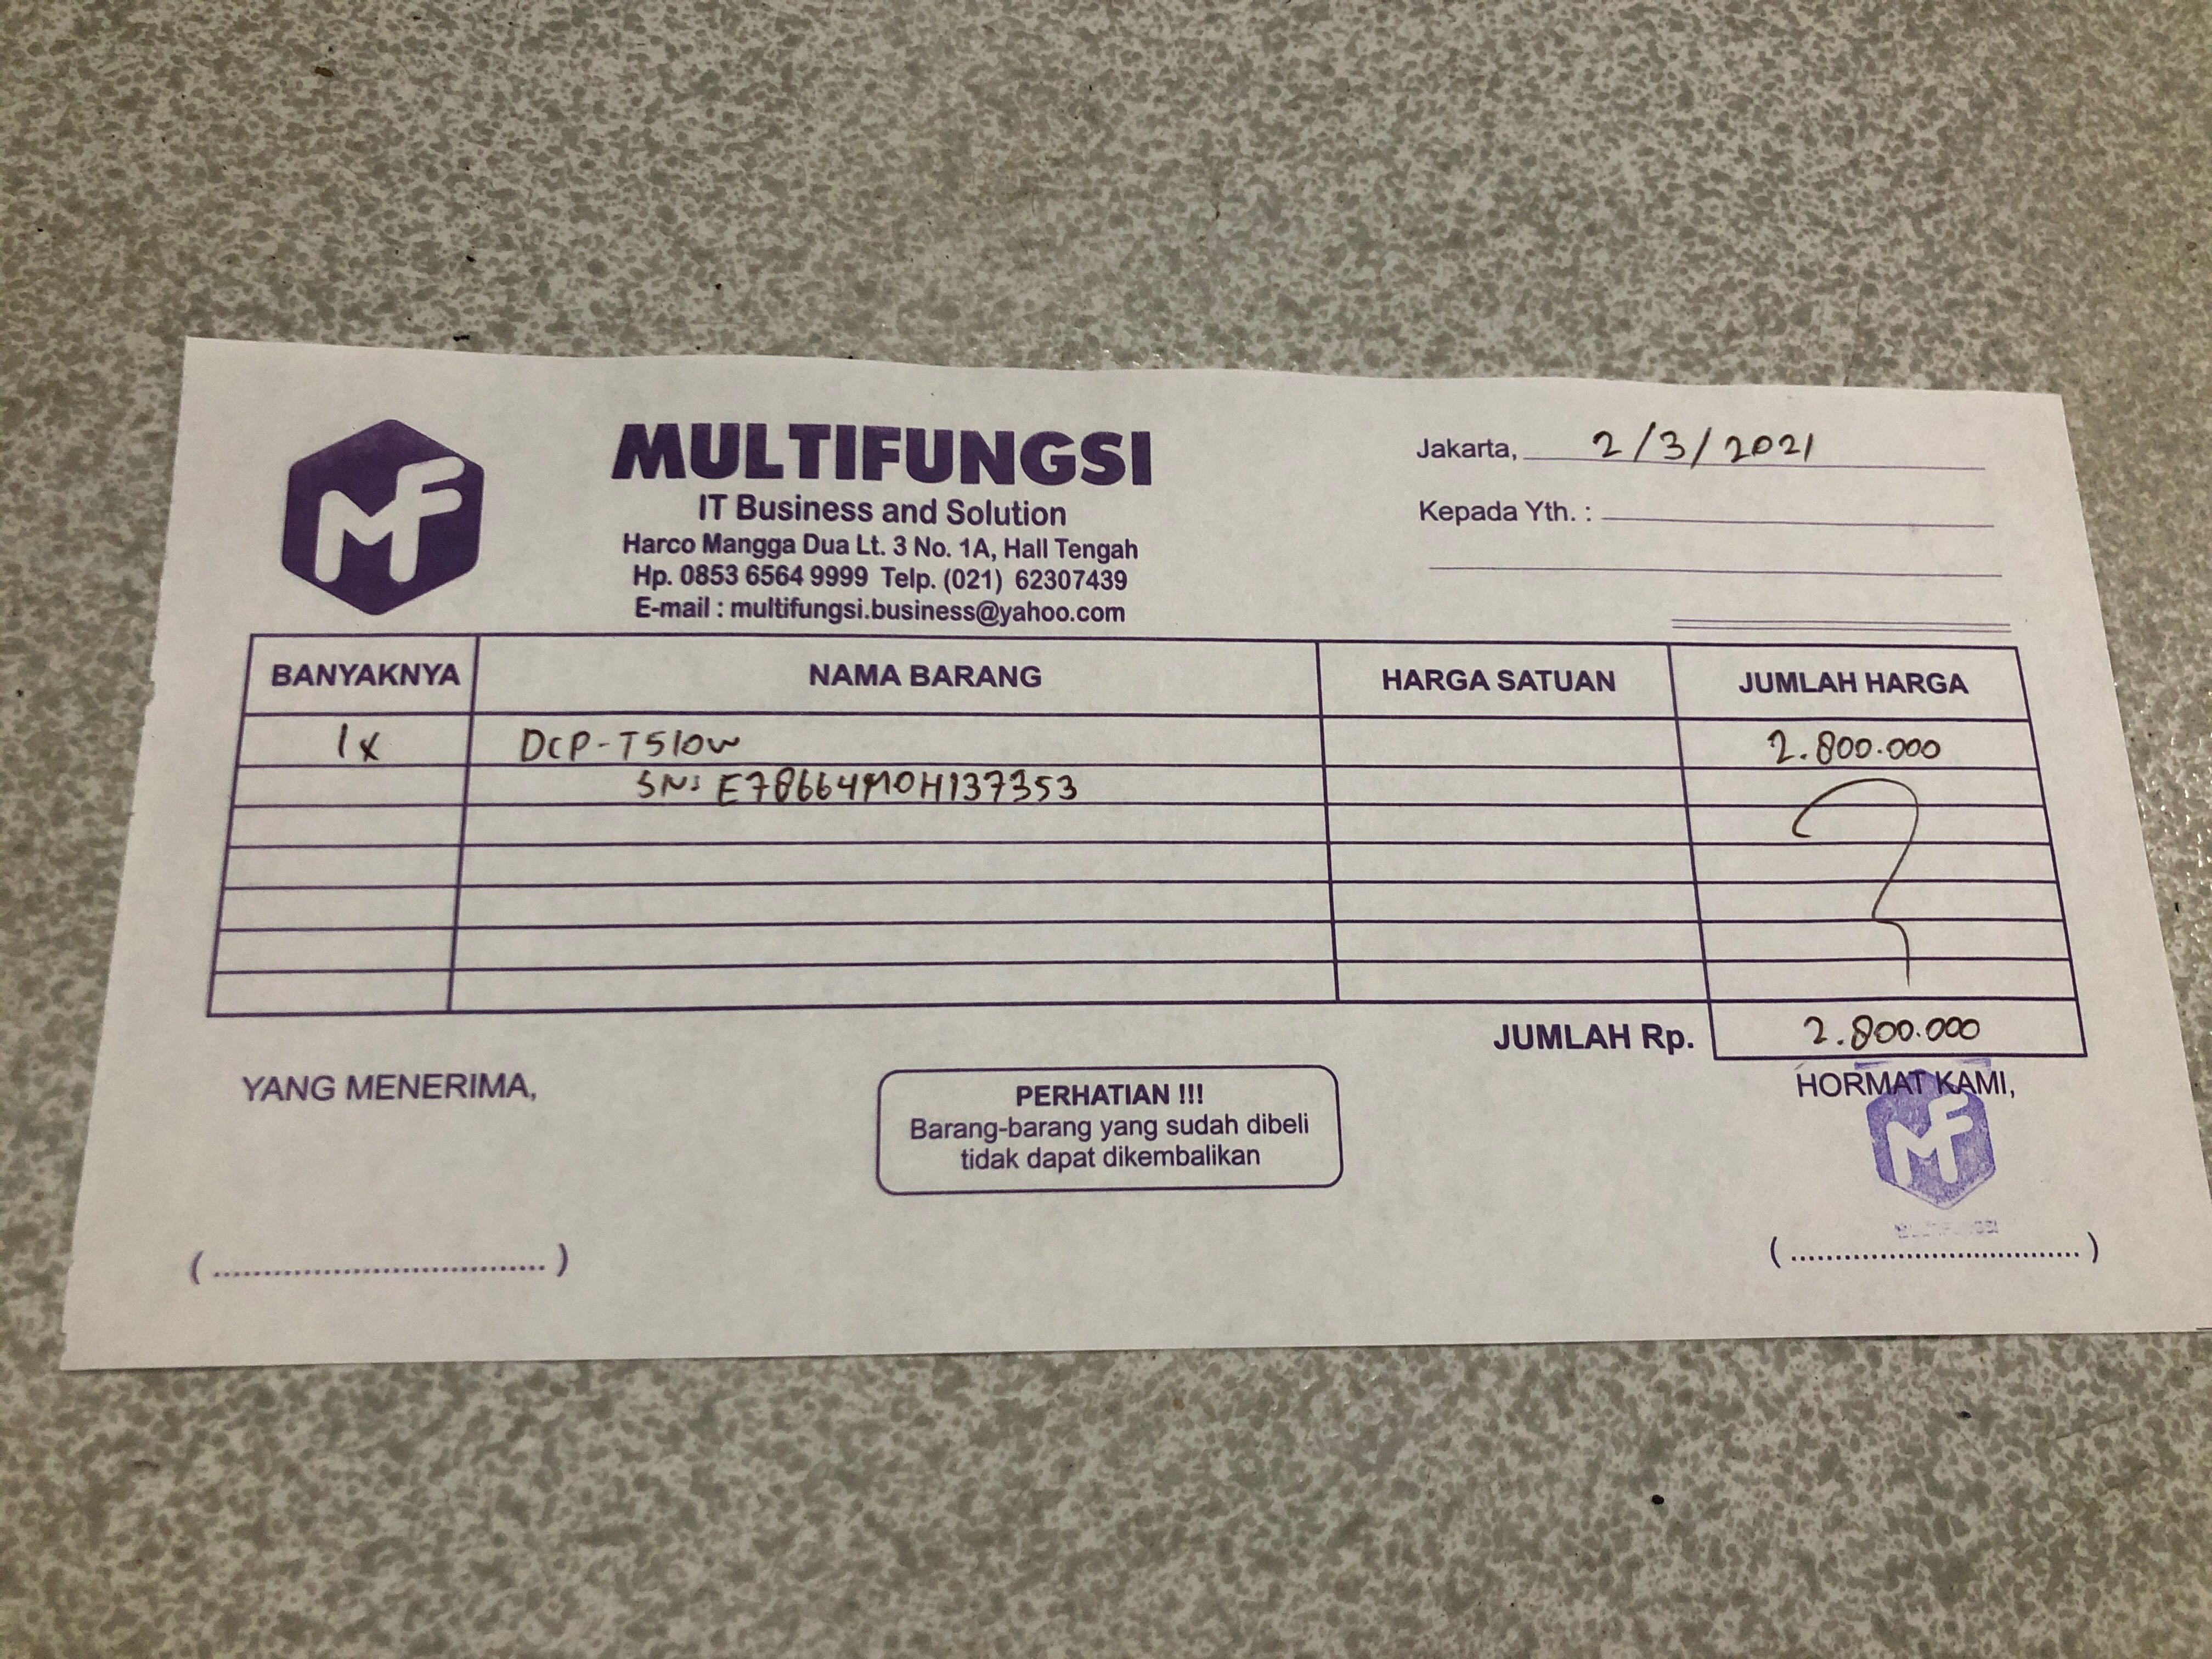 MF
MULTIFUNGSI
IT Business and Solution
Harco Mangga Dua Lt. 3 No. 1A, Hall Tengah
Hp. 0853 6564 9999 Telp. (021) 62307439
E-mail : multifungsi.business@yahoo.com
Jakarta, 2/3/2021
Kepada Yth. :
BANYAKNYA NAMA BARANG HARGA SATUAN JUMLAH HARGA
1x DCP-T510W 2.800.000
SN: E78664M0H137353
JUMLAH Rp. 2.800.000
YANG MENERIMA,
PERHATIAN !!!
Barang-barang yang sudah dibeli
tidak dapat dikembalikan
HORMAT KAMI,
MF
MULTIFUNGSI
(..................................)
(..................................)